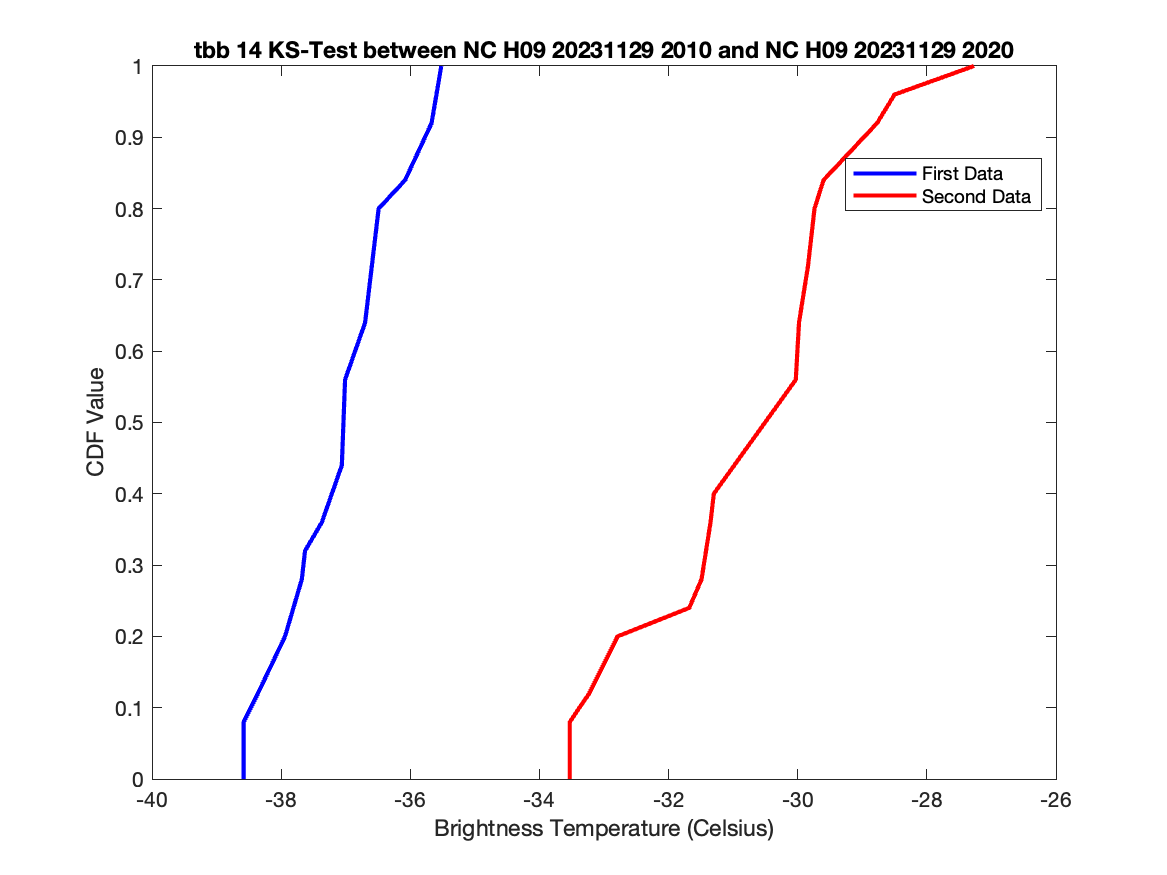 tbb 14 KS-Test between NC H09 20231129 2010 and NC H09 20231129 2020
1
0.9
0.8
0.7
0.6
0.5
0.4
0.3
0.2
0.1
0
CDF Value
First Data
Second Data
-40 -38 -36 -34 -32 -30 -28 -26
Brightness Temperature (Celsius)